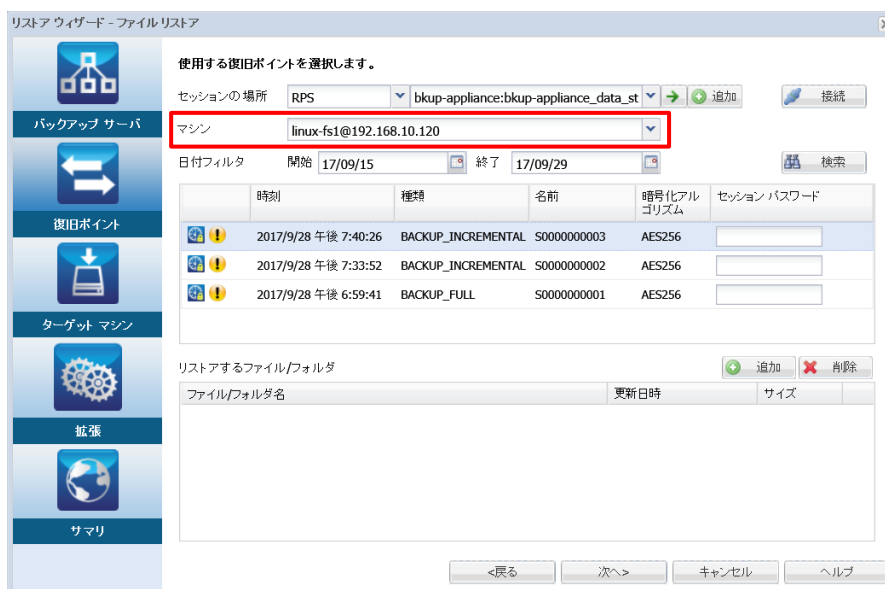 リストア ウィザード - ファイル リストア
使用する復旧ポイントを選択します。
セッションの場所 RPS bkup-appliance:bkup-appliance_data_st 追加 接続
バックアップ サーバ
マシン linux-fs1@192.168.10.120
日付フィルタ 開始 17/09/15 終了 17/09/29 検索
時刻 種類 名前 暗号化アルゴリズム セッション パスワード
復旧ポイント
2017/9/28 午後 7:40:26 BACKUP_INCREMENTAL S0000000003 AES256
2017/9/28 午後 7:33:52 BACKUP_INCREMENTAL S0000000002 AES256
2017/9/28 午後 6:59:41 BACKUP_FULL S0000000001 AES256
ターゲット マシン
リストアするファイル/フォルダ 追加 削除
ファイル/フォルダ名 更新日時 サイズ
拡張
サマリ
<戻る 次へ> キャンセル ヘルプ